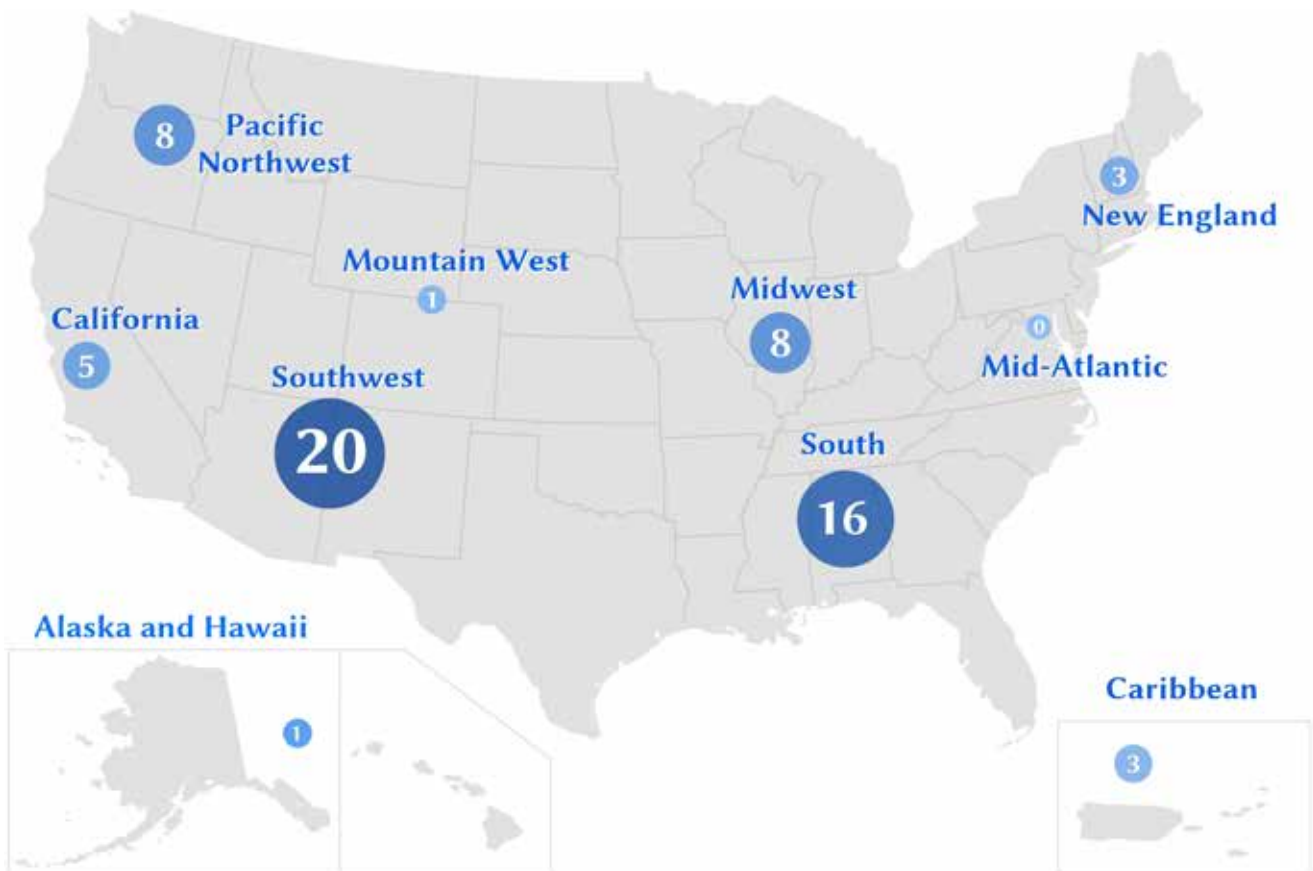 8
Pacific
Northwest
3
New England
Mountain West
1
Midwest
8
California
5
0
Mid-Atlantic
Southwest
20
South
16
Alaska and Hawaii
1
Caribbean
3